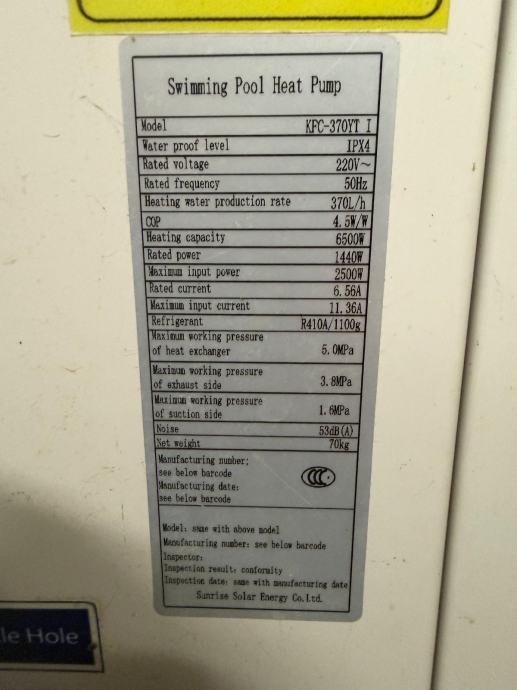 Swimming Pool Heat Pump
Model KFC-370YT I
Water proof level IPX4
Rated voltage 220V～
Rated frequency 50Hz
Heating water production rate 370L/h
COP 4.5W/W
Heating capacity 6500W
Rated power 1440W
Maximum input power 2500W
Rated current 6.56A
Maximum input current 11.36A
Refrigerant R410A/1100g
Maximun working pressure
of heat exchanger 5.0MPa
Maximun working pressure
of exhaust side 3.8MPa
Maximun working pressure
of suction side 1.6MPa
Noise 53dB(A)
Net weight 70kg
Manufacturing number:
see below barcode
Manufacturing date:
see below barcode
CCC
Model: same with above model
Manufacturing number: see below barcode
Inspector:
Inspection result: conformity
Inspection date: same with manufacturing date
Sunrise Solar Energy Co.Ltd.
le Hole